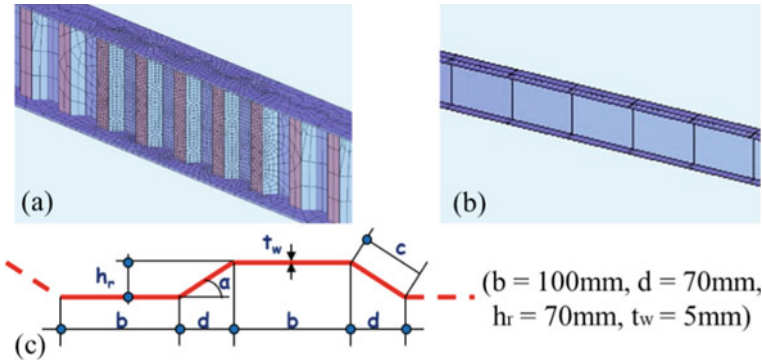 (a)
(b)
t_w
c
h_r
a
b
d
b
d
(c)
(b = 100mm, d = 70mm,
h_r = 70mm, t_w = 5mm)